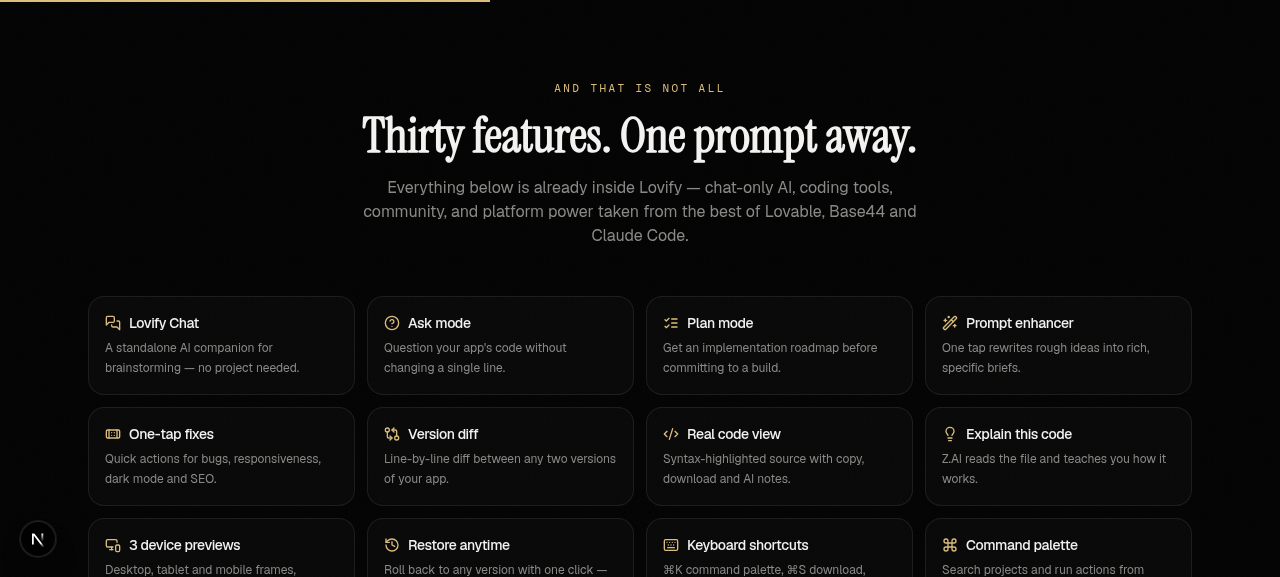 AND THAT IS NOT ALL
Thirty features. One prompt away.
Everything below is already inside Lovify — chat-only AI, coding tools,
community, and platform power taken from the best of Lovable, Base44 and
Claude Code.
Lovify Chat
A standalone AI companion for
brainstorming — no project needed.
Ask mode
Question your app's code without
changing a single line.
Plan mode
Get an implementation roadmap before
committing to a build.
Prompt enhancer
One tap rewrites rough ideas into rich,
specific briefs.
One-tap fixes
Quick actions for bugs, responsiveness,
dark mode and SEO.
Version diff
Line-by-line diff between any two versions
of your app.
Real code view
Syntax-highlighted source with copy,
download and AI notes.
Explain this code
Z.AI reads the file and teaches you how it
works.
3 device previews
Desktop, tablet and mobile frames,
Restore anytime
Roll back to any version with one click —
Keyboard shortcuts
⌘K command palette, ⌘S download,
Command palette
Search projects and run actions from
N